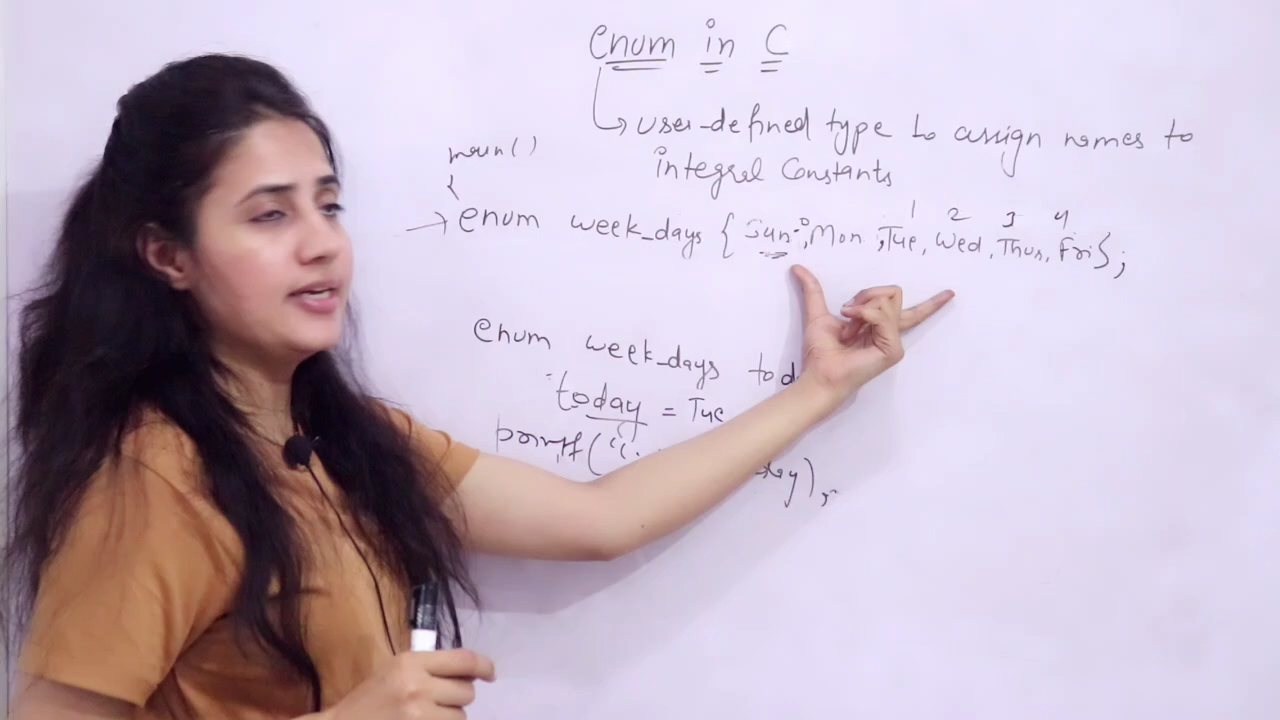 enum in C
user-defined type to assign names to
integral Constants
main()
{
1 2 3 4
enum week_days { Sun, Mon, Tue, Wed, Thus, Fri};
enum week_days
today = Tue
printf("
);